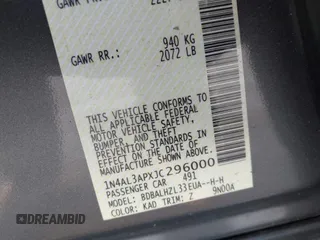 GAWR RR.:
940 KG
2072 LB
THIS VEHICLE CONFORMS
TO ALL APPLICABLE FEDERAL
MOTOR VEHICLE SAFETY,
BUMPER, AND THEFT
PREVENTION STANDARDS
IN EFFECT ON THE DATE
OF MANUFACTURE SHOWN
ABOVE.
1N4AL3APXJC296000
PASSENGER CAR 491
MODEL: BDBALHZL33EUA--H-H
COLOR: KAD TRIM: Z 9N00A
DREAMBID